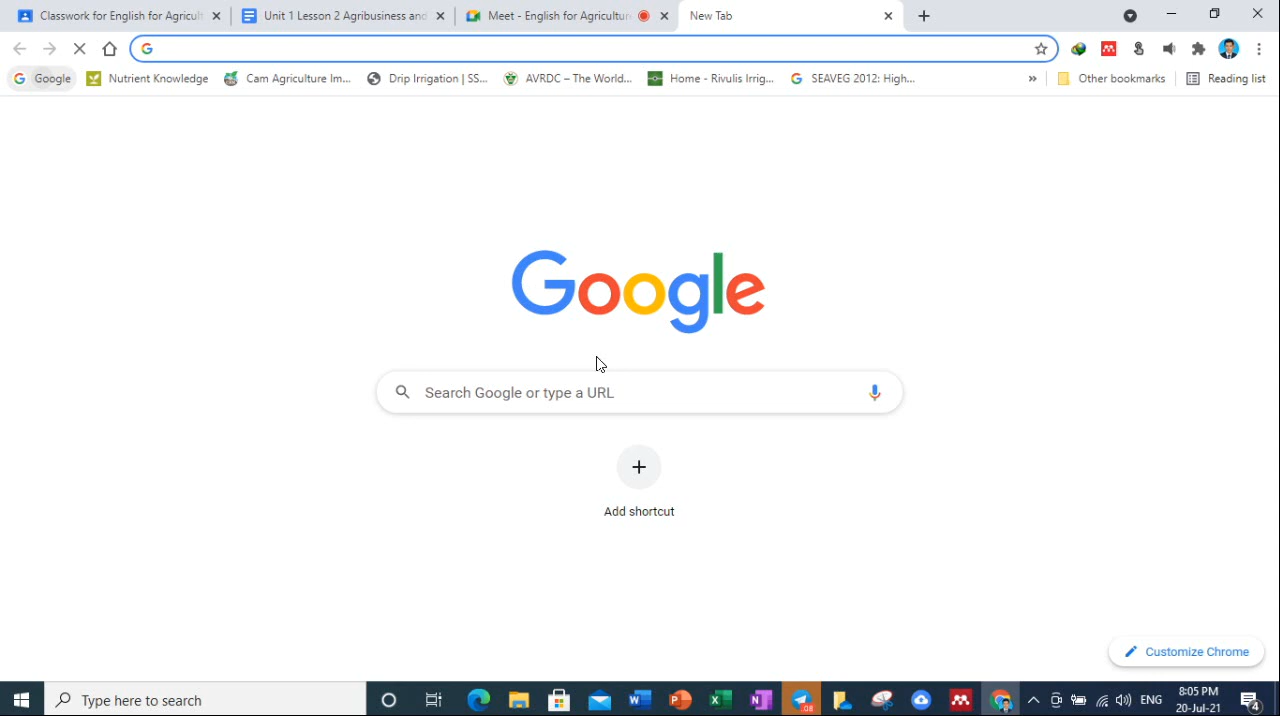 Classwork for English for Agricult
Unit 1 Lesson 2 Agribusiness and
Meet - English for Agriculture
New Tab
Google
Nutrient Knowledge
Cam Agriculture Im...
Drip Irrigation | SS...
AVRDC – The World...
Home - Rivulis Irrig...
SEAVEG 2012: High...
»
Other bookmarks
Reading list
Google
Search Google or type a URL
Add shortcut
Customize Chrome
Type here to search
.08
ENG
8:05 PM
20-Jul-21
4